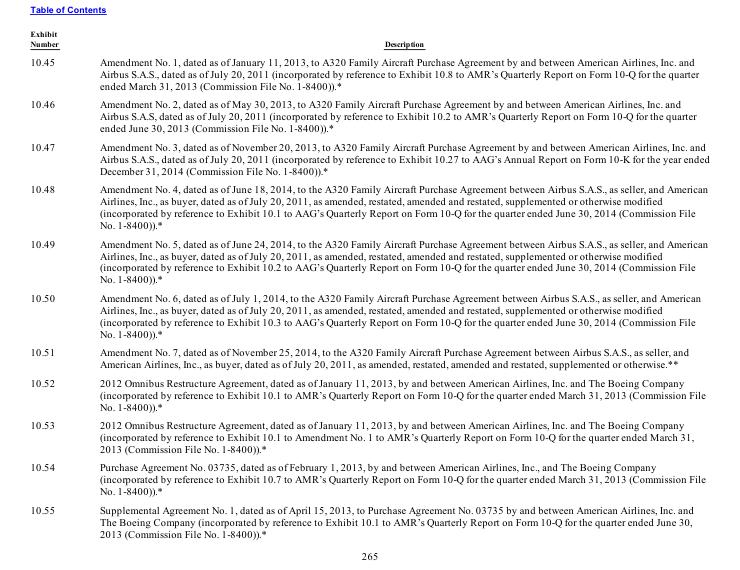 Table of Contents
Exhibit
Number
Description
10.45
Amendment No. 1, dated as of January 11, 2013, to A320 Family Aircraft Purchase Agreement by and between American Airlines, Inc. and
Airbus S.A.S., dated as of July 20, 2011 (incorporated by reference to Exhibit 10.8 to AMR's Quarterly Report on Form 10-Q for the quarter
ended March 31, 2013 (Commission File No. 1-8400)).*
10.46
Amendment No. 2, dated as of May 30, 2013, to A320 Family Aircraft Purchase Agreement by and between American Airlines, Inc. and
Airbus S.A.S, dated as of July 20, 2011 (incorporated by reference to Exhibit 10.2 to AMR's Quarterly Report on Form 10-Q for the quarter
ended June 30, 2013 (Commission File No. 1-8400)).*
10.47
Amendment No. 3, dated as of November 20, 2013, to A320 Family Aircraft Purchase Agreement by and between American Airlines, Inc. and
Airbus S.A.S., dated as of July 20, 2011 (incorporated by reference to Exhibit 10.27 to AAG's Annual Report on Form 10-K for the year ended
December 31, 2014 (Commission File No. 1-8400)).*
10.48
Amendment No. 4, dated as of June 18, 2014, to the A320 Family Aircraft Purchase Agreement between Airbus S.A.S., as seller, and American
Airlines, Inc., as buyer, dated as of July 20, 2011, as amended, restated, amended and restated, supplemented or otherwise modified
(incorporated by reference to Exhibit 10.1 to AAG's Quarterly Report on Form 10-Q for the quarter ended June 30, 2014 (Commission File
No. 1-8400)).*
10.49
Amendment No. 5, dated as of June 24, 2014, to the A320 Family Aircraft Purchase Agreement between Airbus S.A.S., as seller, and American
Airlines, Inc., as buyer, dated as of July 20, 2011, as amended, restated, amended and restated, supplemented or otherwise modified
(incorporated by reference to Exhibit 10.2 to AAG's Quarterly Report on Form 10-Q for the quarter ended June 30, 2014 (Commission File
No. 1-8400)).*
10.50
Amendment No. 6, dated as of July 1, 2014, to the A320 Family Aircraft Purchase Agreement between Airbus S.A.S., as seller, and American
Airlines, Inc., as buyer, dated as of July 20, 2011, as amended, restated, amended and restated, supplemented or otherwise modified
(incorporated by reference to Exhibit 10.3 to AAG's Quarterly Report on Form 10-Q for the quarter ended June 30, 2014 (Commission File
No. 1-8400)).*
10.51
Amendment No. 7, dated as of November 25, 2014, to the A320 Family Aircraft Purchase Agreement between Airbus S.A.S., as seller, and
American Airlines, Inc., as buyer, dated as of July 20, 2011, as amended, restated, amended and restated, supplemented or otherwise.**
10.52
2012 Omnibus Restructure Agreement, dated as of January 11, 2013, by and between American Airlines, Inc. and The Boeing Company
(incorporated by reference to Exhibit 10.1 to AMR's Quarterly Report on Form 10-Q for the quarter ended March 31, 2013 (Commission File
No. 1-8400)).*
10.53
2012 Omnibus Restructure Agreement, dated as of January 11, 2013, by and between American Airlines, Inc. and The Boeing Company
(incorporated by reference to Exhibit 10.1 to Amendment No. 1 to AMR's Quarterly Report on Form 10-Q for the quarter ended March 31,
2013 (Commission File No. 1-8400)).*
10.54
Purchase Agreement No. 03735, dated as of February 1, 2013, by and between American Airlines, Inc., and The Boeing Company
(incorporated by reference to Exhibit 10.7 to AMR's Quarterly Report on Form 10-Q for the quarter ended March 31, 2013 (Commission File
No. 1-8400)).*
10.55
Supplemental Agreement No. 1, dated as of April 15, 2013, to Purchase Agreement No. 03735 by and between American Airlines, Inc. and
The Boeing Company (incorporated by reference to Exhibit 10.1 to AMR's Quarterly Report on Form 10-Q for the quarter ended June 30,
2013 (Commission File No. 1-8400)).*
265